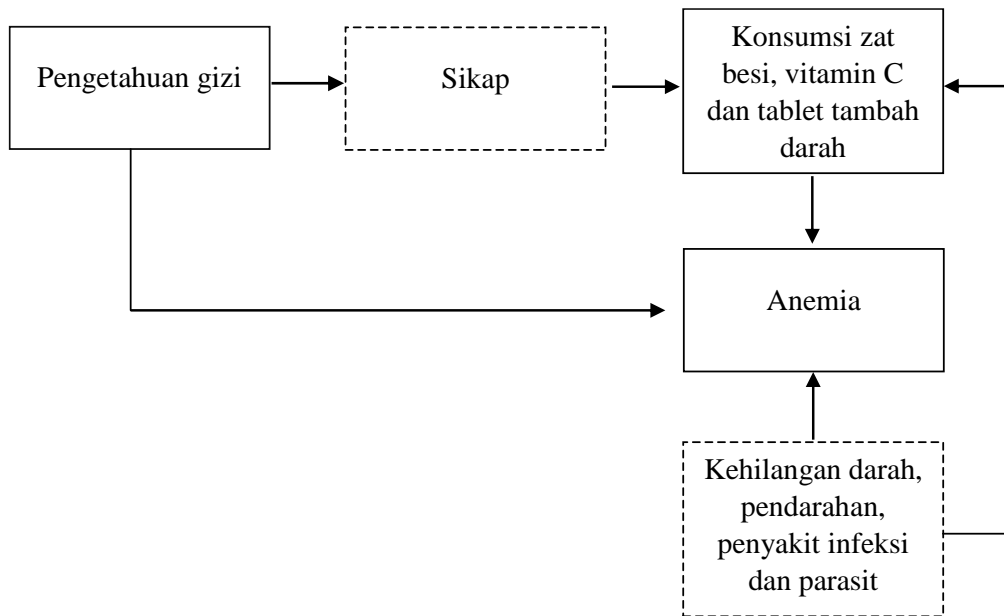 Pengetahuan gizi
Sikap
Konsumsi zat
besi, vitamin C
dan tablet tambah
darah
Anemia
Kehilangan darah,
pendarahan,
penyakit infeksi
dan parasit